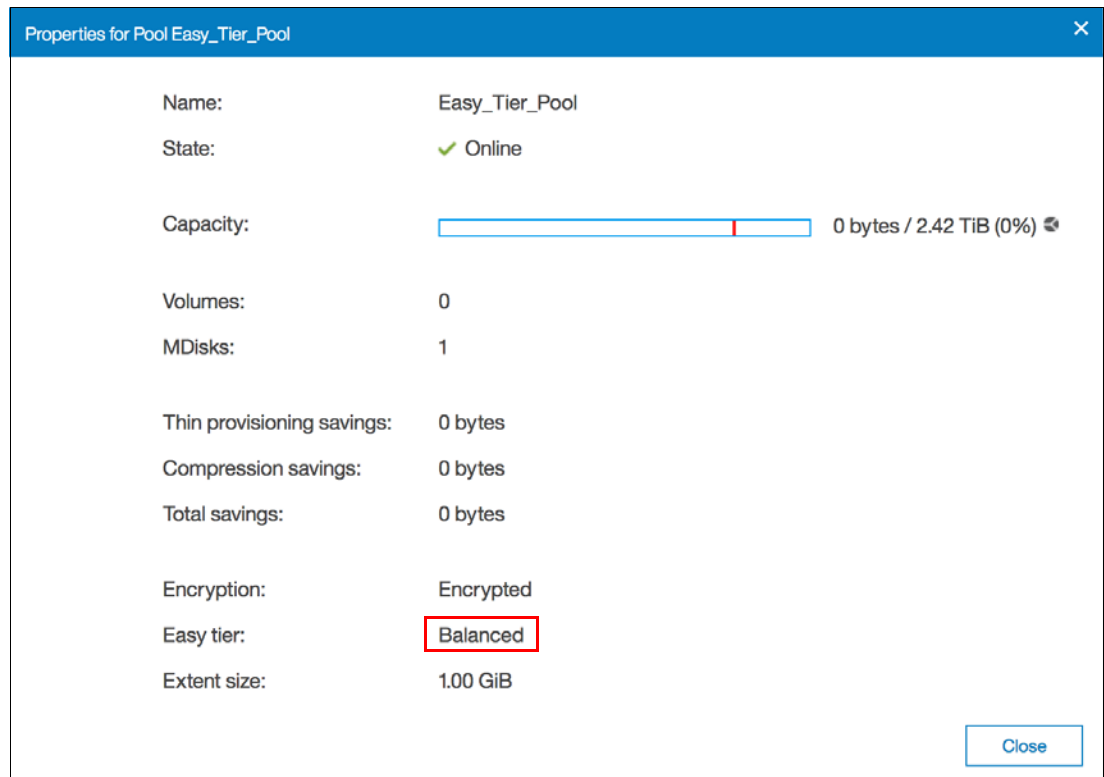 Properties for Pool Easy_Tier_Pool
Name: Easy_Tier_Pool
State: Online
Capacity: 0 bytes / 2.42 TiB (0%)
Volumes: 0
MDisks: 1
Thin provisioning savings: 0 bytes
Compression savings: 0 bytes
Total savings: 0 bytes
Encryption: Encrypted
Easy tier: Balanced
Extent size: 1.00 GiB
Close